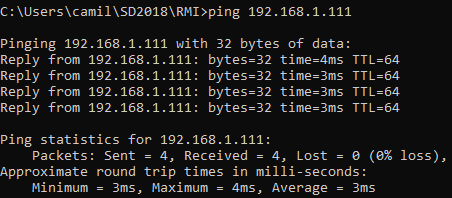 C:\Users\camil\SD2018\RMI>ping 192.168.1.111
Pinging 192.168.1.111 with 32 bytes of data:
Reply from 192.168.1.111: bytes=32 time=4ms TTL=64
Reply from 192.168.1.111: bytes=32 time=3ms TTL=64
Reply from 192.168.1.111: bytes=32 time=3ms TTL=64
Reply from 192.168.1.111: bytes=32 time=3ms TTL=64
Ping statistics for 192.168.1.111:
    Packets: Sent = 4, Received = 4, Lost = 0 (0% loss),
Approximate round trip times in milli-seconds:
    Minimum = 3ms, Maximum = 4ms, Average = 3ms